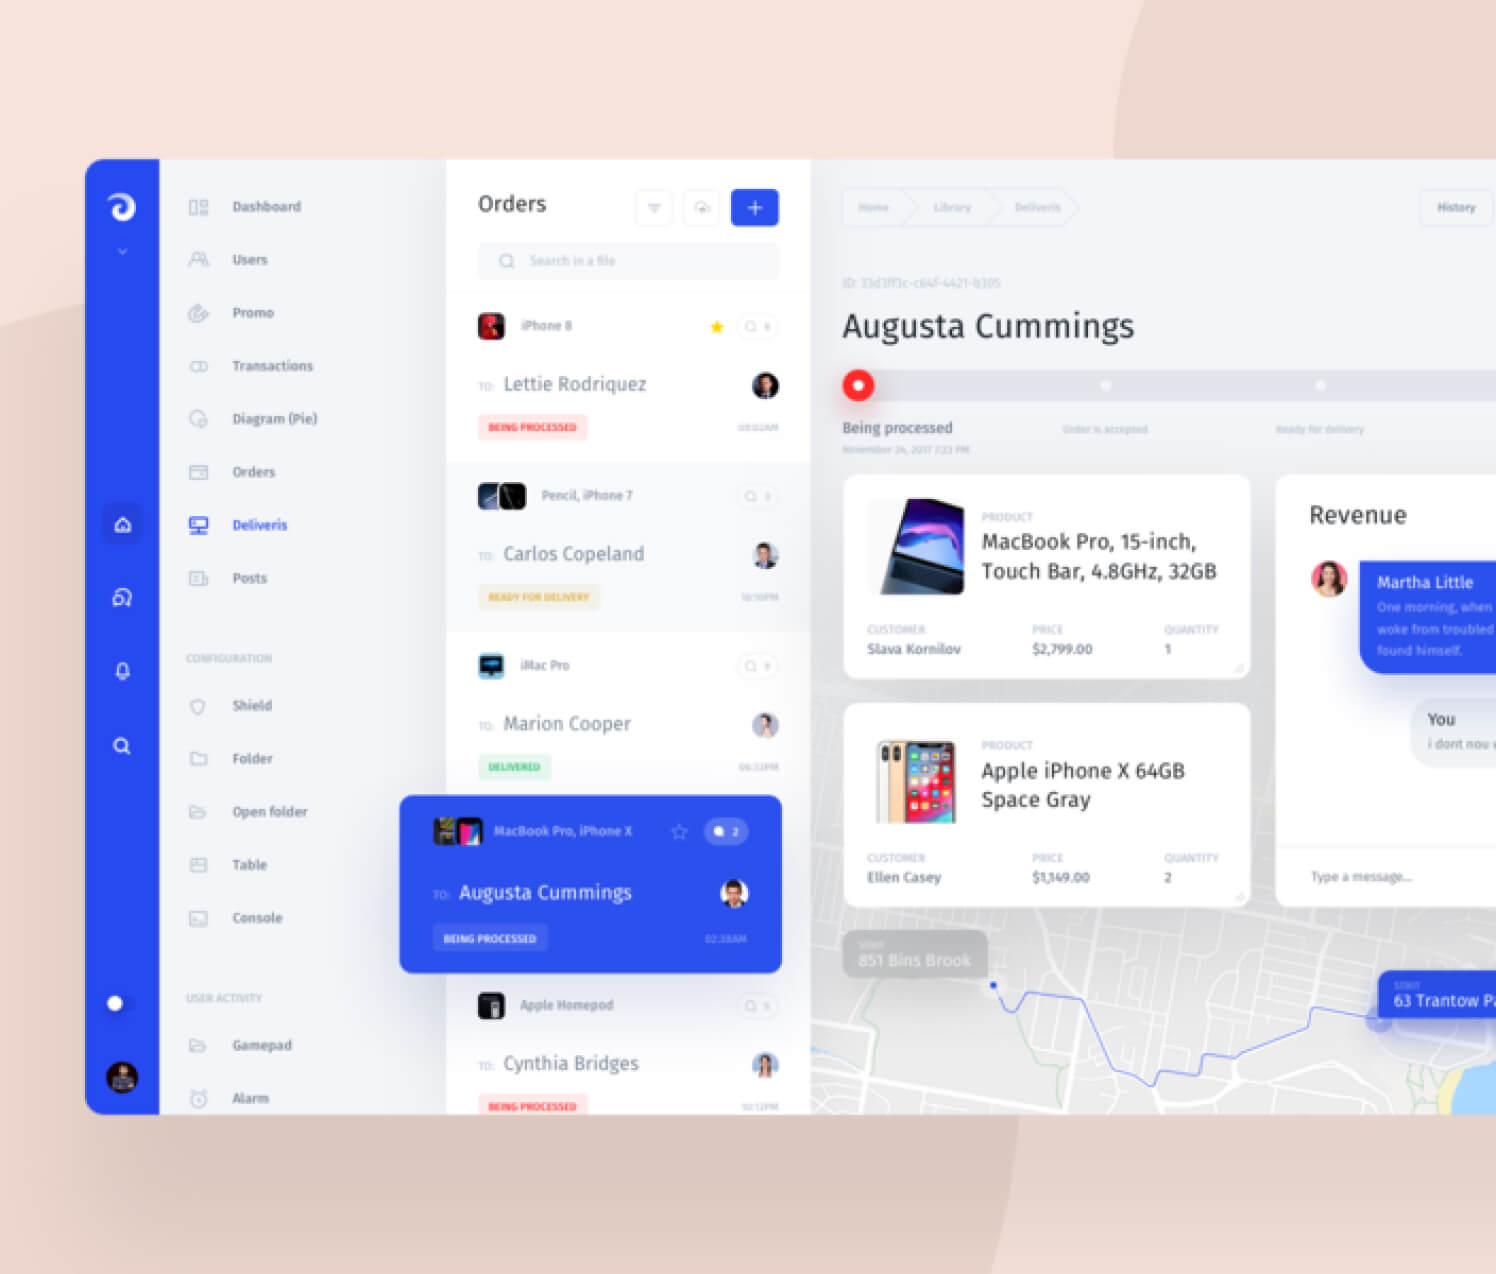 Dashboard
Users
Promo
Transactions
Diagram (Pie)
Orders
Deliveris
Posts
CONFIGURATION
Shield
Folder
Open folder
Table
Console
USER ACTIVITY
Gamepad
Alarm
Orders
Search in a file
iPhone 8
TO: Lettie Rodriquez
BEING PROCESSED
08:02AM
Pencil, iPhone 7
3
TO: Carlos Copeland
READY FOR DELIVERY
10:10PM
iMac Pro
TO: Marion Cooper
DELIVERED
MacBook Pro, iPhone X
2
TO: Augusta Cummings
BEING PROCESSED
02:38AM
Apple Homepod
5
TO: Cynthia Bridges
BEING PROCESSED
10:12PM
Home
Library
Deliveris
History
ID: 33d3ff3c-c64f-4421-b305
Augusta Cummings
Being processed
November 24, 2017 7:23 PM
Order is accepted
Ready for delivery
PRODUCT
MacBook Pro, 15-inch,
Touch Bar, 4.8GHz, 32GB
CUSTOMER
PRICE
QUANTITY
Slava Kornilov
$2,799.00
1
PRODUCT
Apple iPhone X 64GB
Space Gray
CUSTOMER
PRICE
QUANTITY
Ellen Casey
$1,149.00
2
Revenue
Martha Little
One morning, when
woke from troubled
found himself.
You
i dont nou
Type a message...
851 Bins Brook
63 Trantow